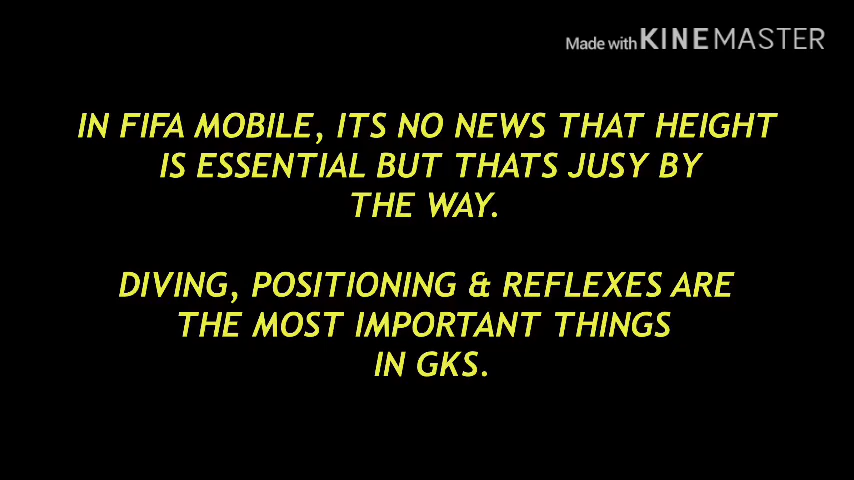 Made with KINEMASTER
IN FIFA MOBILE, ITS NO NEWS THAT HEIGHT
IS ESSENTIAL BUT THATS JUSY BY
THE WAY.
DIVING, POSITIONING & REFLEXES ARE
THE MOST IMPORTANT THINGS
IN GKS.